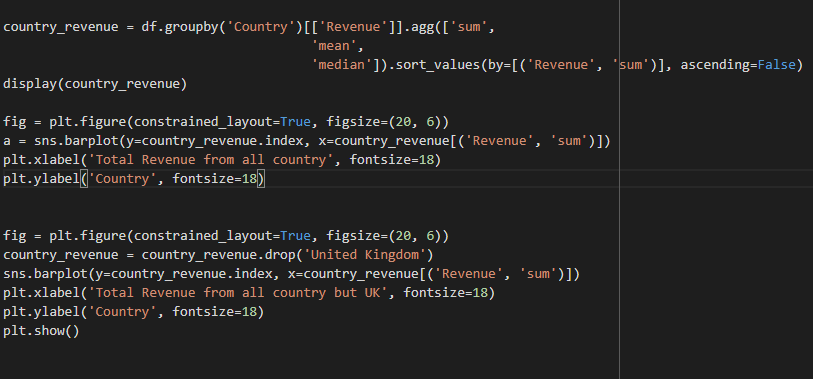 country_revenue = df.groupby('Country')[['Revenue']].agg(['sum',
'mean',
'median']).sort_values(by=[('Revenue', 'sum')], ascending=False)
display(country_revenue)
fig = plt.figure(constrained_layout=True, figsize=(20, 6))
a = sns.barplot(y=country_revenue.index, x=country_revenue[('Revenue', 'sum')])
plt.xlabel('Total Revenue from all country', fontsize=18)
plt.ylabel('Country', fontsize=18)
fig = plt.figure(constrained_layout=True, figsize=(20, 6))
country_revenue = country_revenue.drop('United Kingdom')
sns.barplot(y=country_revenue.index, x=country_revenue[('Revenue', 'sum')])
plt.xlabel('Total Revenue from all country but UK', fontsize=18)
plt.ylabel('Country', fontsize=18)
plt.show()